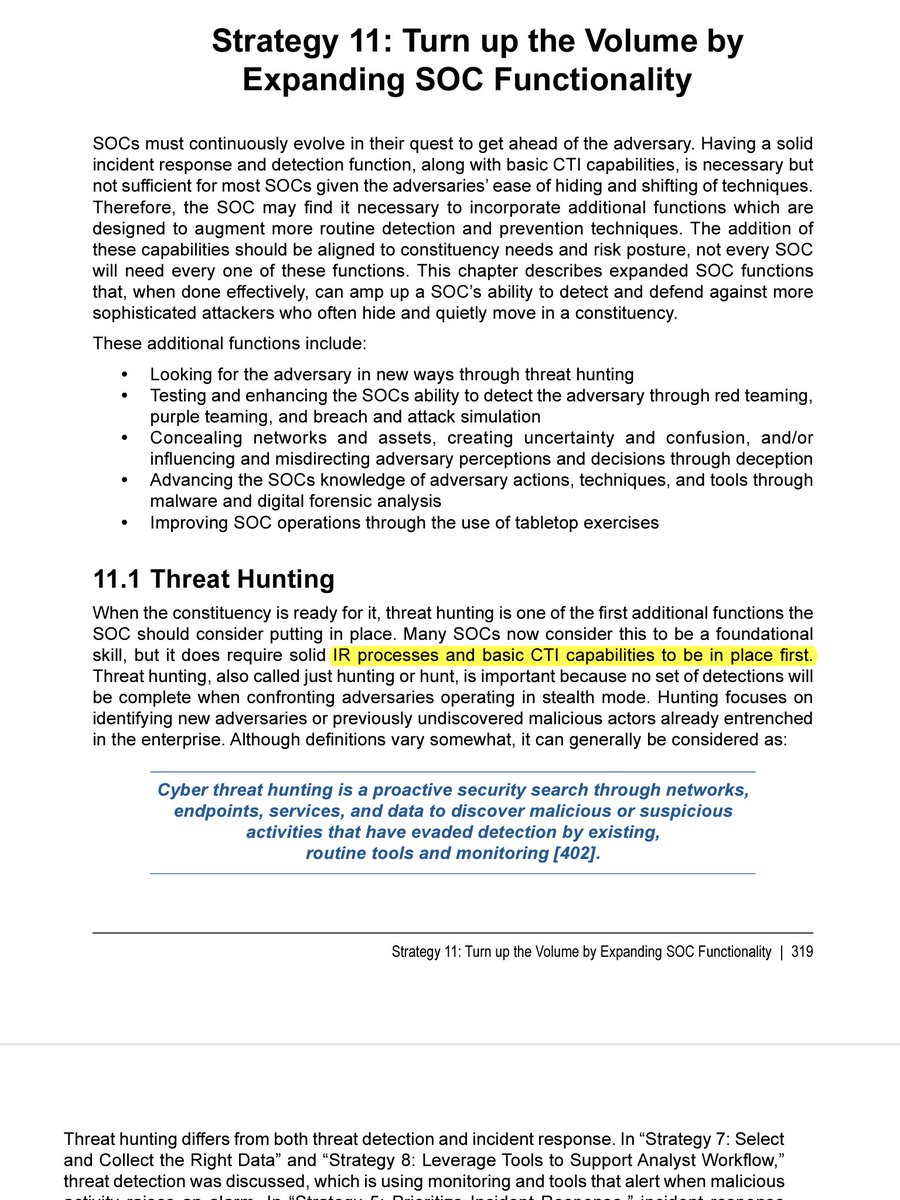 Strategy 11: Turn up the Volume by
Expanding SOC Functionality
SOCs must continuously evolve in their quest to get ahead of the adversary. Having a solid
incident response and detection function, along with basic CTI capabilities, is necessary but
not sufficient for most SOCs given the adversaries’ ease of hiding and shifting of techniques.
Therefore, the SOC may find it necessary to incorporate additional functions which are
designed to augment more routine detection and prevention techniques. The addition of
these capabilities should be aligned to constituency needs and risk posture, not every SOC
will need every one of these functions. This chapter describes expanded SOC functions
that, when done effectively, can amp up a SOC’s ability to detect and defend against more
sophisticated attackers who often hide and quietly move in a constituency.
These additional functions include:
• Looking for the adversary in new ways through threat hunting
• Testing and enhancing the SOCs ability to detect the adversary through red teaming,
purple teaming, and breach and attack simulation
• Concealing networks and assets, creating uncertainty and confusion, and/or
influencing and misdirecting adversary perceptions and decisions through deception
• Advancing the SOCs knowledge of adversary actions, techniques, and tools through
malware and digital forensic analysis
• Improving SOC operations through the use of tabletop exercises
11.1 Threat Hunting
When the constituency is ready for it, threat hunting is one of the first additional functions the
SOC should consider putting in place. Many SOCs now consider this to be a foundational
skill, but it does require solid IR processes and basic CTI capabilities to be in place first.
Threat hunting, also called just hunting or hunt, is important because no set of detections will
be complete when confronting adversaries operating in stealth mode. Hunting focuses on
identifying new adversaries or previously undiscovered malicious actors already entrenched
in the enterprise. Although definitions vary somewhat, it can generally be considered as:
Cyber threat hunting is a proactive security search through networks,
endpoints, services, and data to discover malicious or suspicious
activities that have evaded detection by existing,
routine tools and monitoring [402].
Strategy 11: Turn up the Volume by Expanding SOC Functionality | 319
Threat hunting differs from both threat detection and incident response. In “Strategy 7: Select
and Collect the Right Data” and “Strategy 8: Leverage Tools to Support Analyst Workflow,”
threat detection was discussed, which is using monitoring and tools that alert when malicious
activity raises an alarm. In “Strategy 5: Prioritize Incident Response,” incident response